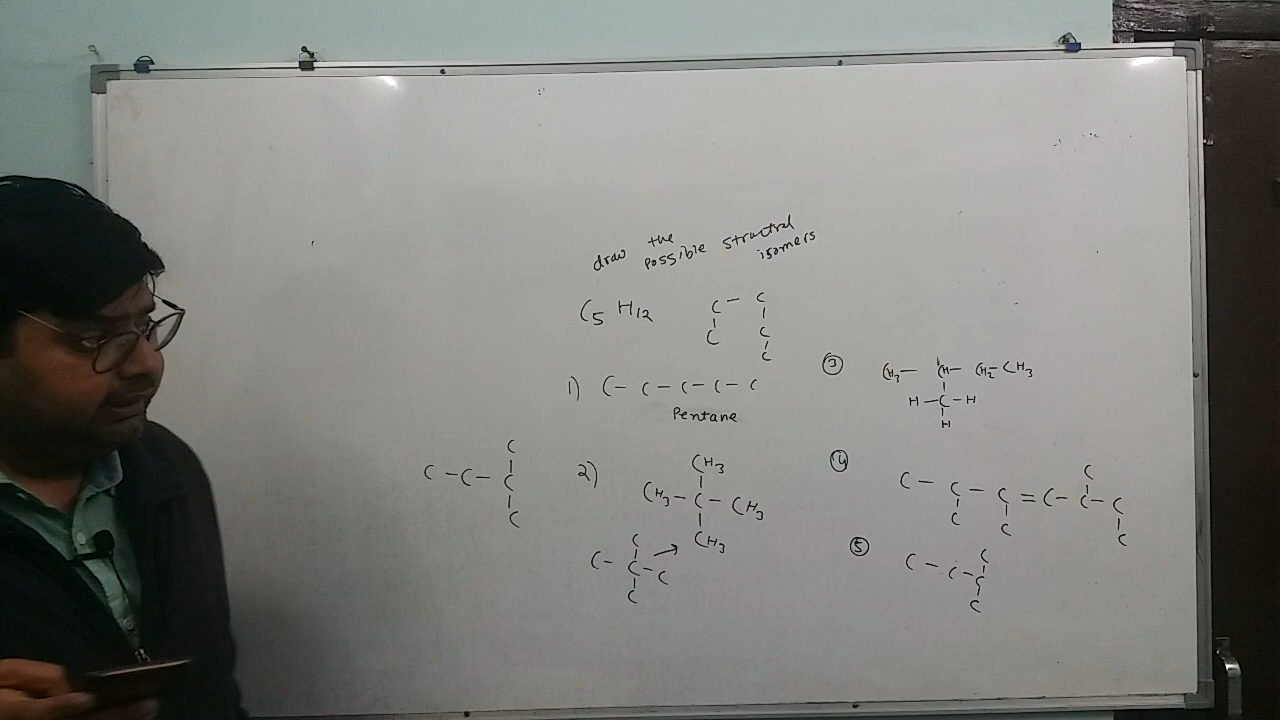 draw the possible structral isomers
C5 H12
C - C
C C
C
1) C - C - C - C - C
Pentane
C
C - C - C
C
2)
CH3
CH3 - C - CH3
CH3
C
C - C - C →
C
③ CH3 - CH - CH2 - CH3
H - C - H
H
④
C
C - C - C = C - C - C
C C C
⑤
C
C - C - C
C